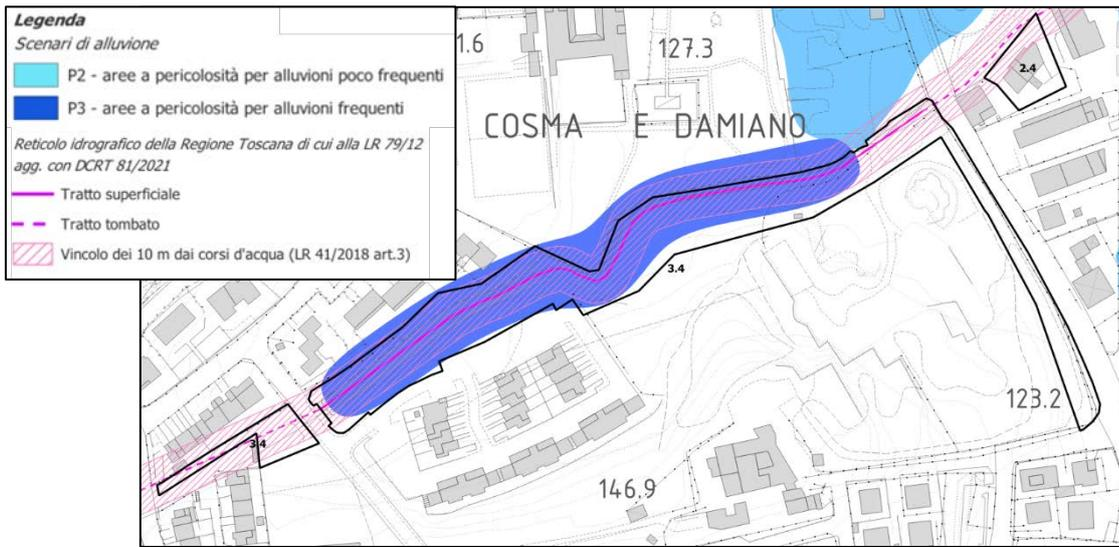 Legenda
Scenari di alluvione
P2 - aree a pericolosità per alluvioni poco frequenti
P3 - aree a pericolosità per alluvioni frequenti
Reticolo idrografico della Regione Toscana di cui alla LR 79/12
agg. con DCRT 81/2021
Tratto superficiale
Tratto tombato
Vincolo dei 10 m dai corsi d'acqua (LR 41/2018 art.3)
1.6
127.3
2.4
COSMA E DAMIANO
3.4
123.2
3.4
146.9